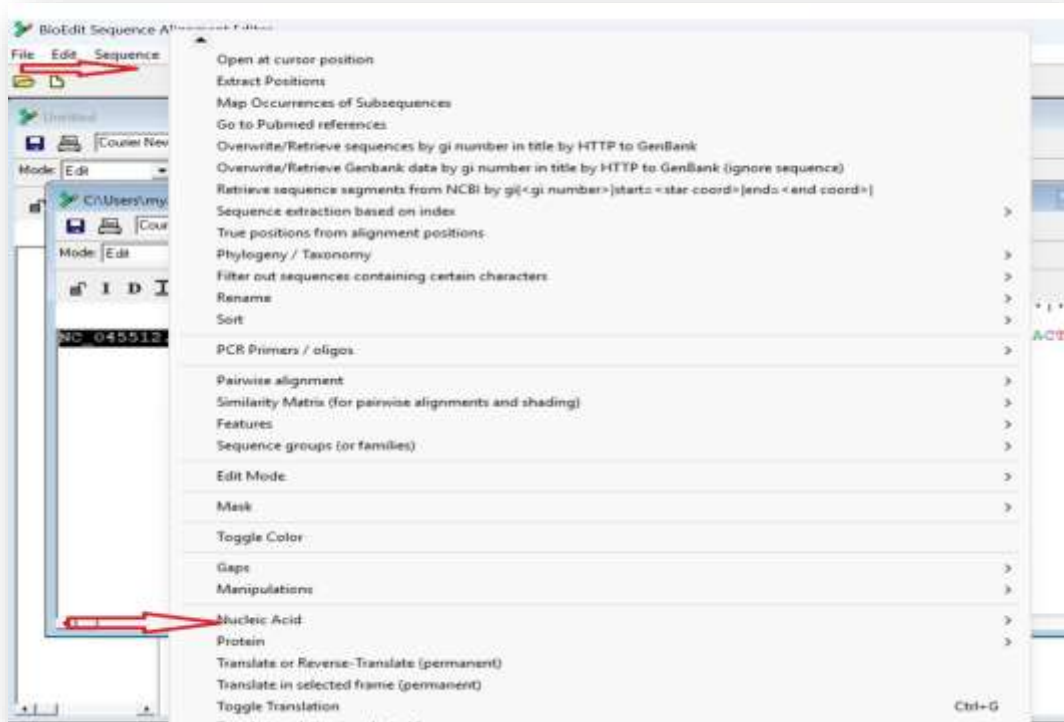 BioEdit Sequence
File Edit Sequence
Untitled
Courier New
Mode: Edit
C:\Users\my
Cour
Mode: Edit
I D I
NC_045512.
ACT
Open at cursor position
Extract Positions
Map Occurrences of Subsequences
Go to Pubmed references
Overwrite/Retrieve sequences by gi number in title by HTTP to GenBank
Overwrite/Retrieve Genbank data by gi number in title by HTTP to GenBank (ignore sequence)
Retrieve sequence segments from NCBI by gi|<gi number>|start=<star coord>|end=<end coord>|
Sequence extraction based on index
True positions from alignment positions
Phylogeny / Taxonomy
Filter out sequences containing certain characters
Rename
Sort
PCR Primers / oligos
Pairwise alignment
Similarity Matrix (for pairwise alignments and shading)
Features
Sequence groups (or families)
Edit Mode
Mask
Toggle Color
Gaps
Manipulations
Nucleic Acid
Protein
Translate or Reverse-Translate (permanent)
Translate in selected frame (permanent)
Toggle Translation Ctrl+G